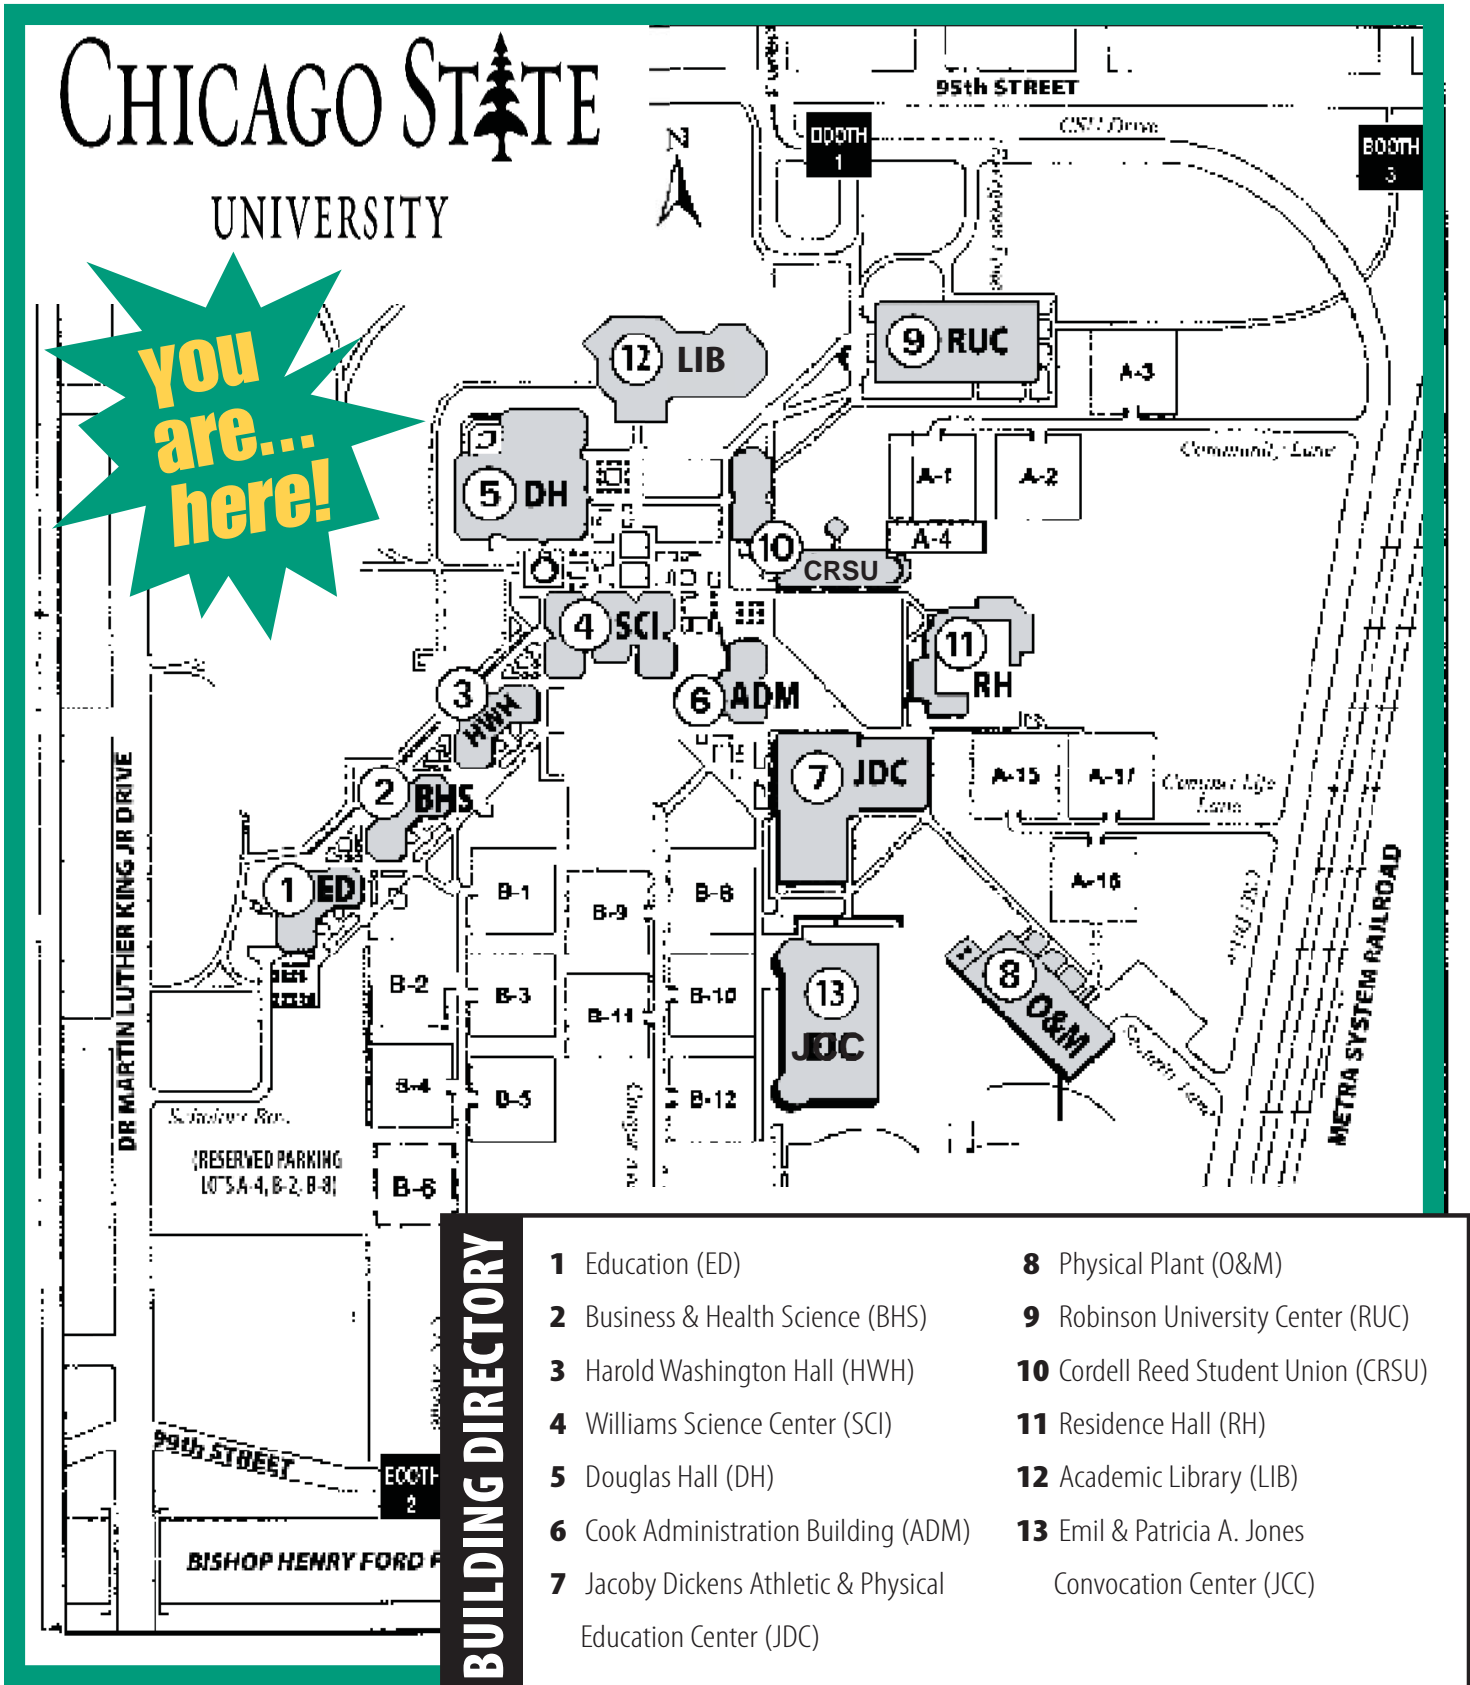 CHICAGO STATE
UNIVERSITY
you
are...
here!
95th STREET
CSU Drive
BOOTH
1
BOOTH
3
N
12 LIB
9 RUC
A-3
Community Lane
5 DH
A-1
A-2
A-4
10
CRSU
4 SCI
11
RH
3
HWH
6 ADM
2
BHS
7 JDC
A-15
A-17
Lane
A-16
1 ED
B-1
B-9
B-8
B-2
B-3
B-11
B-10
13
8
O&M
B-4
B-5
B-12
B-6
DR MARTIN LUTHER KING JR DRIVE
METRA SYSTEM RAILROAD
(RESERVED PARKING
LOTS A-4, B-2, B-8)
99th STREET
BOOTH
2
BISHOP HENRY FORD F
BUILDING DIRECTORY
1 Education (ED)
2 Business & Health Science (BHS)
3 Harold Washington Hall (HWH)
4 Williams Science Center (SCI)
5 Douglas Hall (DH)
6 Cook Administration Building (ADM)
7 Jacoby Dickens Athletic & Physical
Education Center (JDC)
8 Physical Plant (O&M)
9 Robinson University Center (RUC)
10 Cordell Reed Student Union (CRSU)
11 Residence Hall (RH)
12 Academic Library (LIB)
13 Emil & Patricia A. Jones
Convocation Center (JCC)